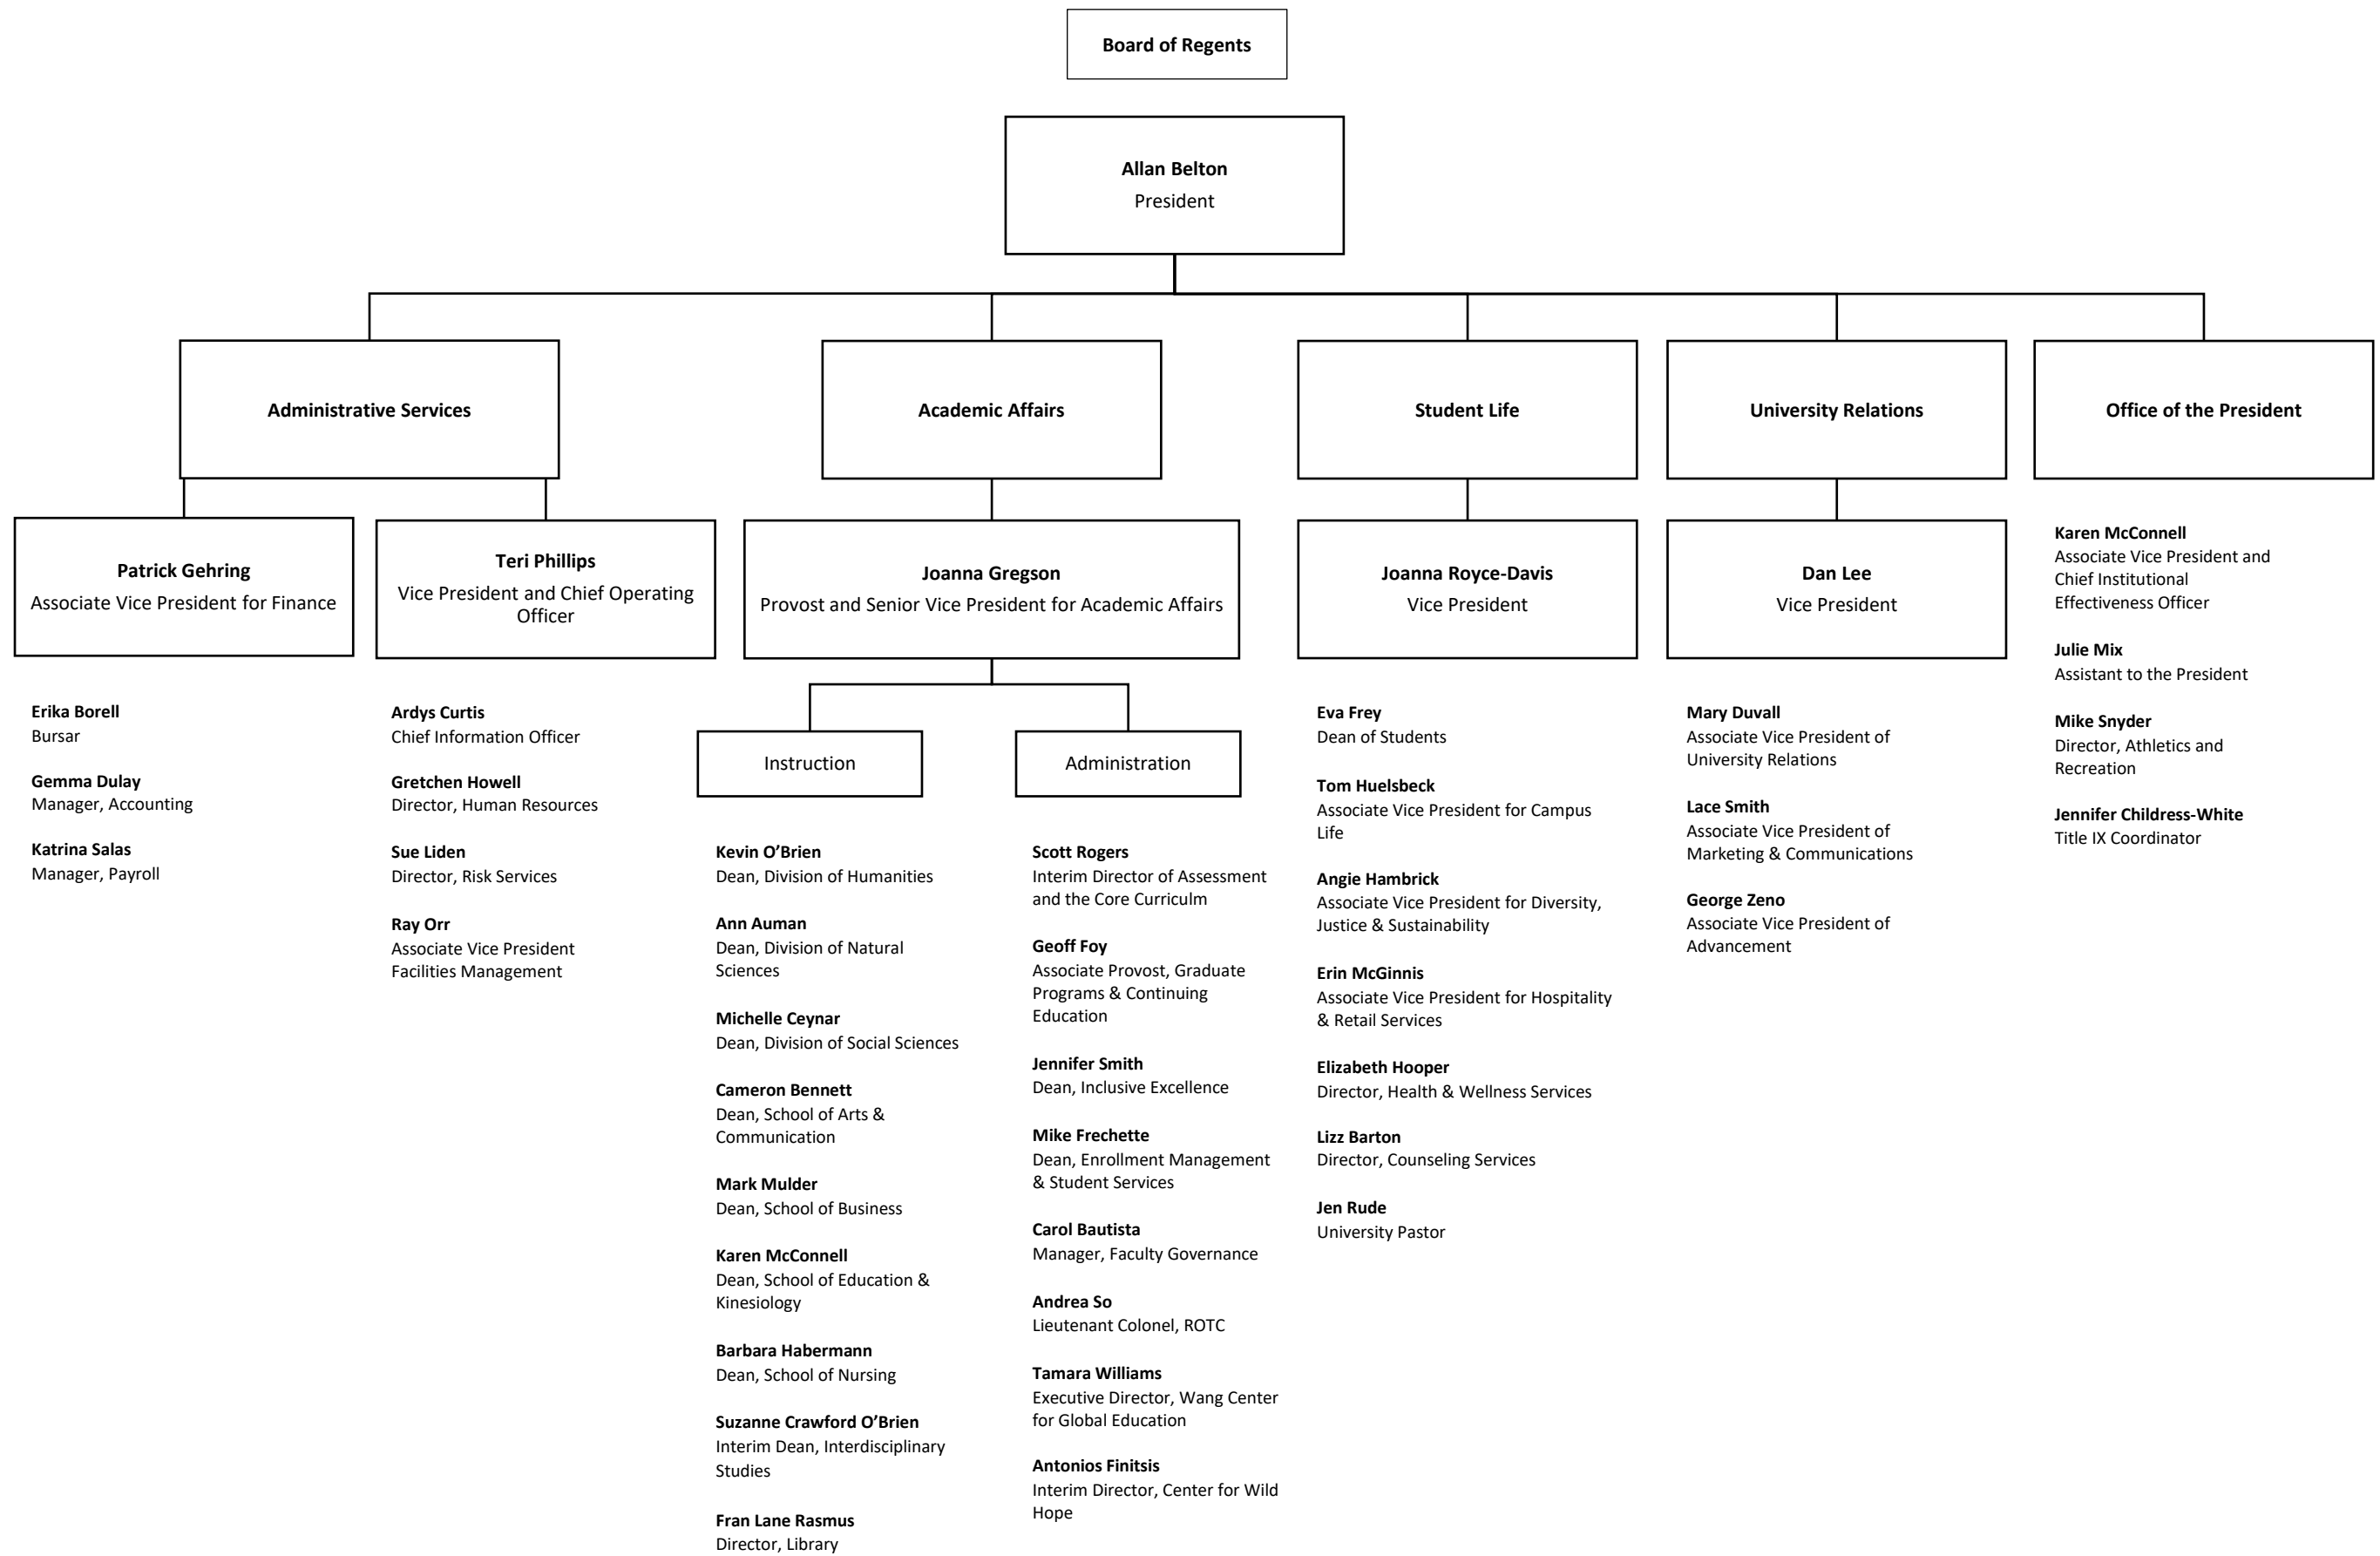 Board of Regents
Allan Belton
President
Administrative Services
Academic Affairs
Student Life
University Relations
Office of the President
Patrick Gehring
Associate Vice President for Finance
Teri Phillips
Vice President and Chief Operating
Officer
Joanna Gregson
Provost and Senior Vice President for Academic Affairs
Joanna Royce-Davis
Vice President
Dan Lee
Vice President
Erika Borell
Bursar
Gemma Dulay
Manager, Accounting
Katrina Salas
Manager, Payroll
Ardys Curtis
Chief Information Officer
Gretchen Howell
Director, Human Resources
Sue Liden
Director, Risk Services
Ray Orr
Associate Vice President
Facilities Management
Instruction
Kevin O’Brien
Dean, Division of Humanities
Ann Auman
Dean, Division of Natural
Sciences
Michelle Ceynar
Dean, Division of Social Sciences
Cameron Bennett
Dean, School of Arts &
Communication
Mark Mulder
Dean, School of Business
Karen McConnell
Dean, School of Education &
Kinesiology
Barbara Habermann
Dean, School of Nursing
Suzanne Crawford O’Brien
Interim Dean, Interdisciplinary
Studies
Fran Lane Rasmus
Director, Library
Administration
Scott Rogers
Interim Director of Assessment
and the Core Curriculm
Geoff Foy
Associate Provost, Graduate
Programs & Continuing
Education
Jennifer Smith
Dean, Inclusive Excellence
Mike Frechette
Dean, Enrollment Management
& Student Services
Carol Bautista
Manager, Faculty Governance
Andrea So
Lieutenant Colonel, ROTC
Tamara Williams
Executive Director, Wang Center
for Global Education
Antonios Finitsis
Interim Director, Center for Wild
Hope
Eva Frey
Dean of Students
Tom Huelsbeck
Associate Vice President for Campus
Life
Angie Hambrick
Associate Vice President for Diversity,
Justice & Sustainability
Erin McGinnis
Associate Vice President for Hospitality
& Retail Services
Elizabeth Hooper
Director, Health & Wellness Services
Lizz Barton
Director, Counseling Services
Jen Rude
University Pastor
Mary Duvall
Associate Vice President of
University Relations
Lace Smith
Associate Vice President of
Marketing & Communications
George Zeno
Associate Vice President of
Advancement
Karen McConnell
Associate Vice President and
Chief Institutional
Effectiveness Officer
Julie Mix
Assistant to the President
Mike Snyder
Director, Athletics and
Recreation
Jennifer Childress-White
Title IX Coordinator